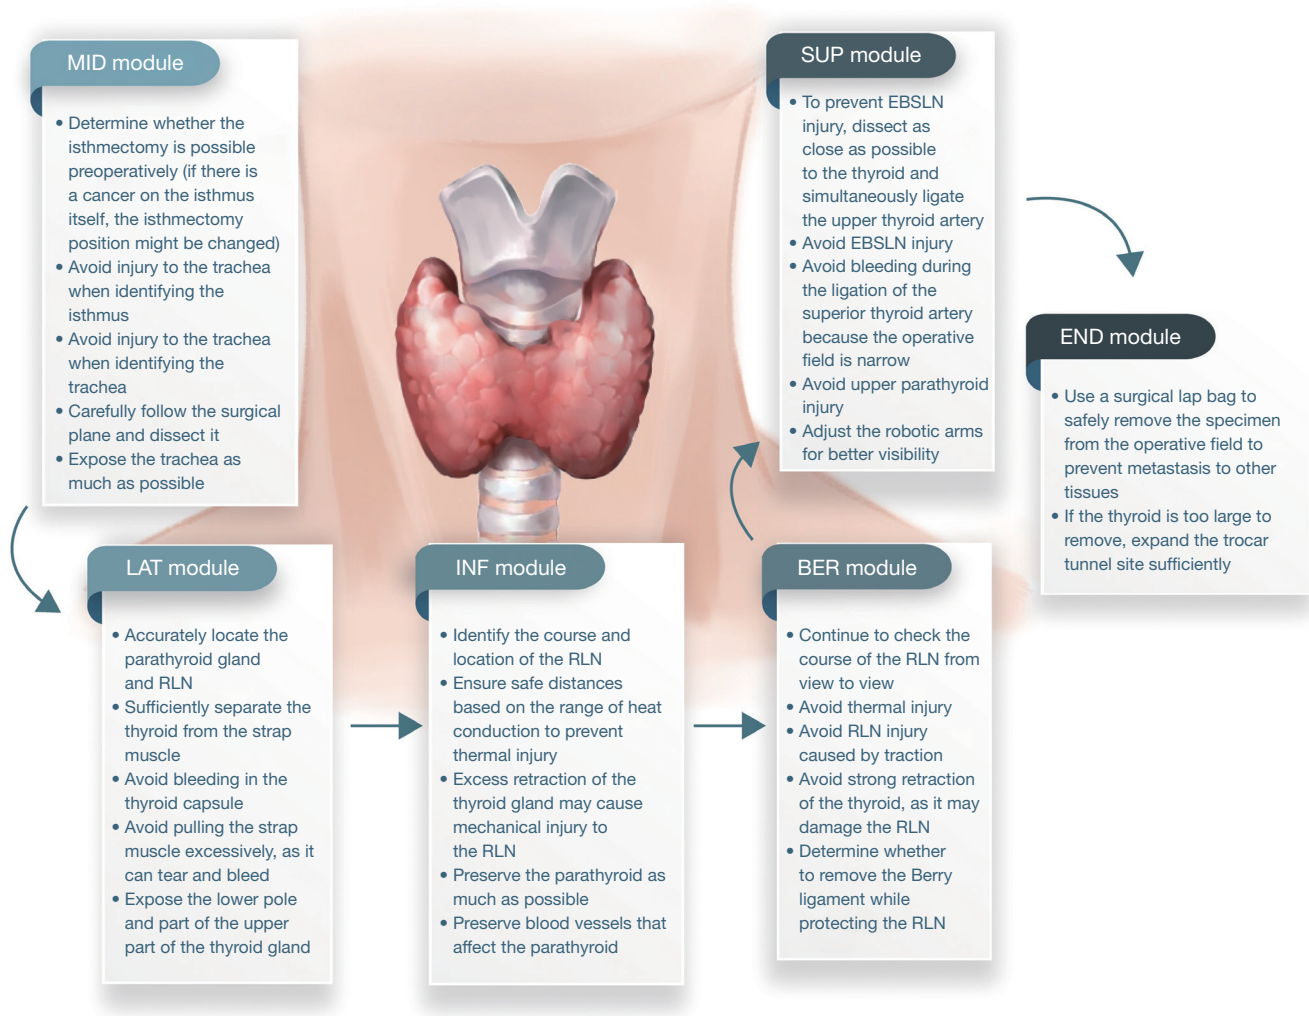 MID module
• Determine whether the
isthmectomy is possible
preoperatively (if there is
a cancer on the isthmus
itself, the isthmectomy
position might be changed)
• Avoid injury to the trachea
when identifying the
isthmus
• Avoid injury to the trachea
when identifying the
trachea
• Carefully follow the surgical
plane and dissect it
• Expose the trachea as
much as possible
LAT module
• Accurately locate the
parathyroid gland
and RLN
• Sufficiently separate the
thyroid from the strap
muscle
• Avoid bleeding in the
thyroid capsule
• Avoid pulling the strap
muscle excessively, as it
can tear and bleed
• Expose the lower pole
and part of the upper
part of the thyroid gland
INF module
• Identify the course and
location of the RLN
• Ensure safe distances
based on the range of heat
conduction to prevent
thermal injury
• Excess retraction of the
thyroid gland may cause
mechanical injury to
the RLN
• Preserve the parathyroid as
much as possible
• Preserve blood vessels that
affect the parathyroid
BER module
• Continue to check the
course of the RLN from
view to view
• Avoid thermal injury
• Avoid RLN injury
caused by traction
• Avoid strong retraction
of the thyroid, as it may
damage the RLN
• Determine whether
to remove the Berry
ligament while
protecting the RLN
SUP module
• To prevent EBSLN
injury, dissect as
close as possible
to the thyroid and
simultaneously ligate
the upper thyroid artery
• Avoid EBSLN injury
• Avoid bleeding during
the ligation of the
superior thyroid artery
because the operative
field is narrow
• Avoid upper parathyroid
injury
• Adjust the robotic arms
for better visibility
END module
• Use a surgical lap bag to
safely remove the specimen
from the operative field to
prevent metastasis to other
tissues
• If the thyroid is too large to
remove, expand the trocar
tunnel site sufficiently